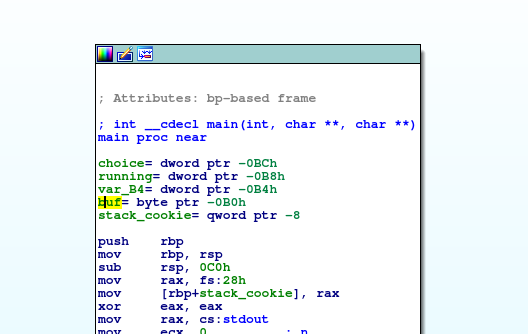 ; Attributes: bp-based frame
; int __cdecl main(int, char **, char **)
main proc near
choice= dword ptr -0BCh
running= dword ptr -0B8h
var_B4= dword ptr -0B4h
buf= byte ptr -0B0h
stack_cookie= qword ptr -8
push rbp
mov rbp, rsp
sub rsp, 0C0h
mov rax, fs:28h
mov [rbp+stack_cookie], rax
xor eax, eax
mov rax, cs:stdout
mov ecx, 0 ; n